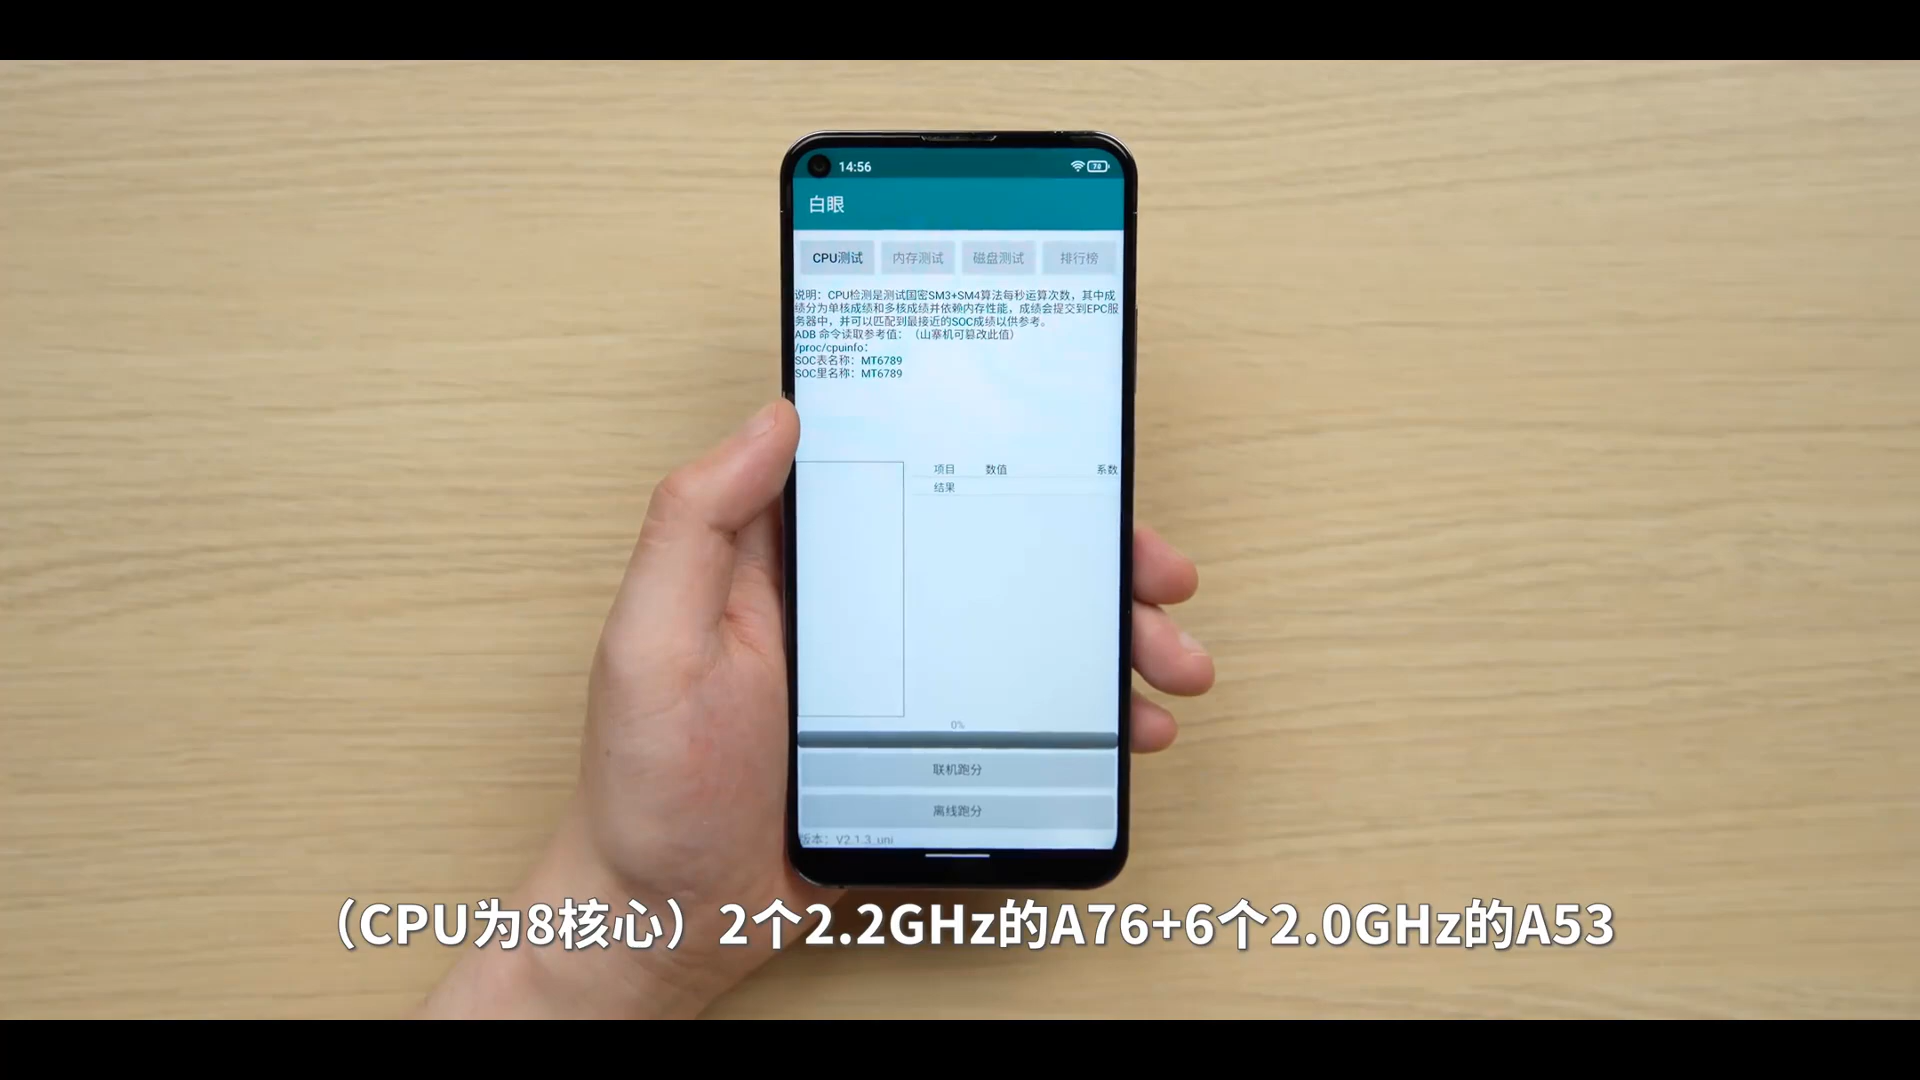 14:56
78
白眼
CPU测试 内存测试 磁盘测试 排行榜
说明：CPU检测是测试国密SM3+SM4算法每秒运算次数，其中成
绩分为单核成绩和多核成绩并依赖内存性能，成绩会提交到EPC服
务器中，并可以匹配到最接近的SOC成绩以供参考。
ADB 命令读取参考值：（山寨机可篡改此值）
/proc/cpuinfo：
SOC表名称：MT6789
SOC里名称：MT6789
项目 数值 系数
结果
0%
联机跑分
离线跑分
版本：V2.1.3_uni
（CPU为8核心）2个2.2GHz的A76+6个2.0GHz的A53